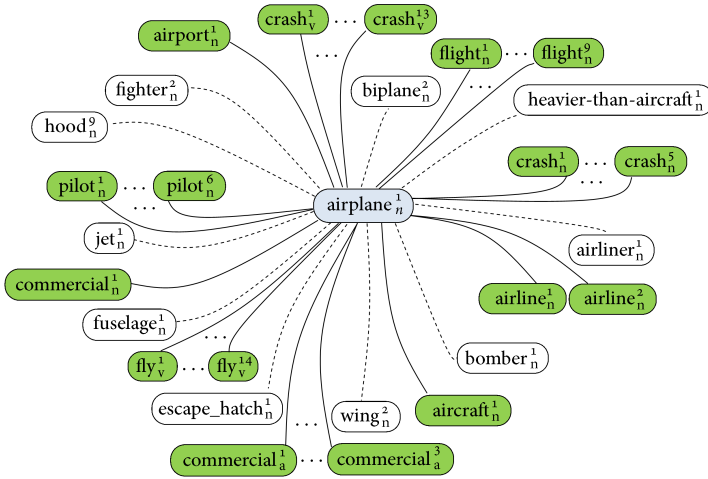 crash¹ᵥ ... crash¹³ᵥ
airport¹ₙ
...
flight¹ₙ ... flight⁹ₙ
fighter²ₙ
biplane²ₙ
...
heavier-than-aircraft¹ₙ
hood⁹ₙ
crash¹ₙ ... crash⁵ₙ
...
pilot¹ₙ ... pilot⁶ₙ
...
airplane¹ₙ
jet¹ₙ
airliner¹ₙ
commercial¹ₙ
airline¹ₙ airline²ₙ
fuselage¹ₙ
...
bomber¹ₙ
fly¹ᵥ ... fly¹⁴ᵥ
escape_hatch¹ₙ
wing²ₙ
aircraft¹ₙ
...
commercial¹ₐ ... commercial³ₐ